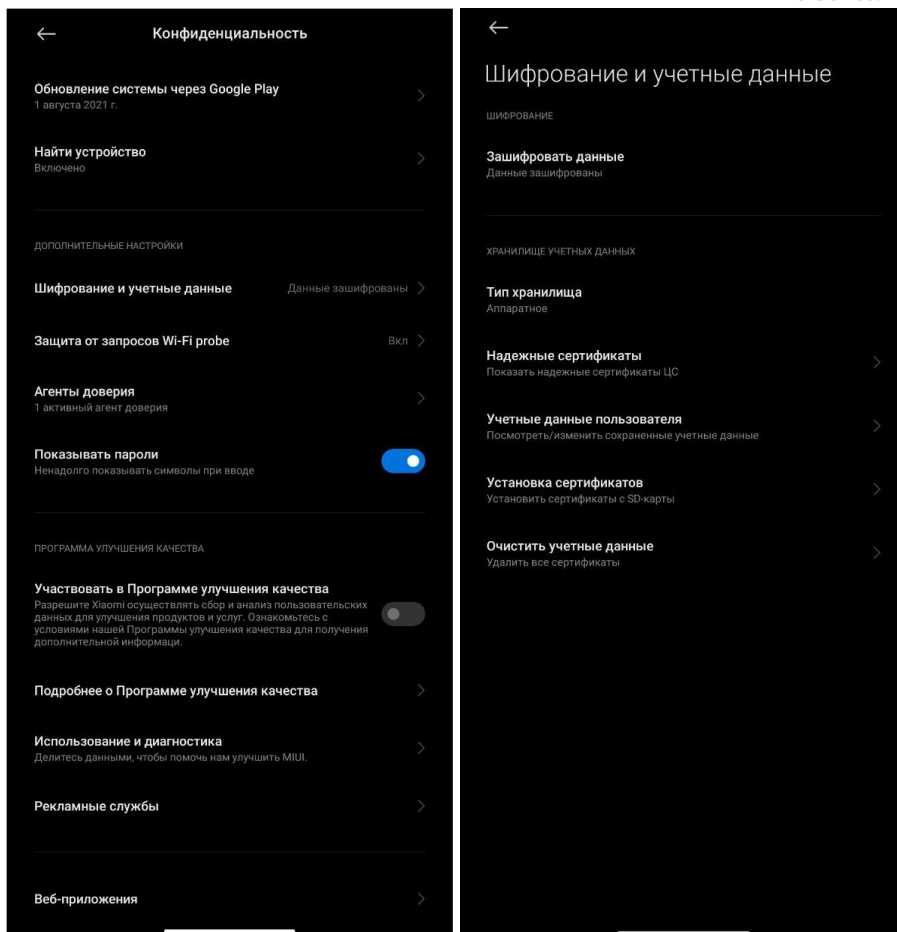 Конфиденциальность
Обновление системы через Google Play
1 августа 2021 г.
Найти устройство
Включено
ДОПОЛНИТЕЛЬНЫЕ НАСТРОЙКИ
Шифрование и учетные данные Данные зашифрованы
Защита от запросов Wi-Fi probe Вкл
Агенты доверия
1 активный агент доверия
Показывать пароли
Ненадолго показывать символы при вводе
ПРОГРАММА УЛУЧШЕНИЯ КАЧЕСТВА
Участвовать в Программе улучшения качества
Разрешите Xiaomi осуществлять сбор и анализ пользовательских
данных для улучшения продуктов и услуг. Ознакомьтесь с
условиями нашей Программы улучшения качества для получения
дополнительной информаци.
Подробнее о Программе улучшения качества
Использование и диагностика
Делитесь данными, чтобы помочь нам улучшить MIUI.
Рекламные службы
Веб-приложения
Шифрование и учетные данные
ШИФРОВАНИЕ
Зашифровать данные
Данные зашифрованы
ХРАНИЛИЩЕ УЧЕТНЫХ ДАННЫХ
Тип хранилища
Аппаратное
Надежные сертификаты
Показать надежные сертификаты ЦС
Учетные данные пользователя
Посмотреть/изменить сохраненные учетные данные
Установка сертификатов
Установить сертификаты с SD-карты
Очистить учетные данные
Удалить все сертификаты